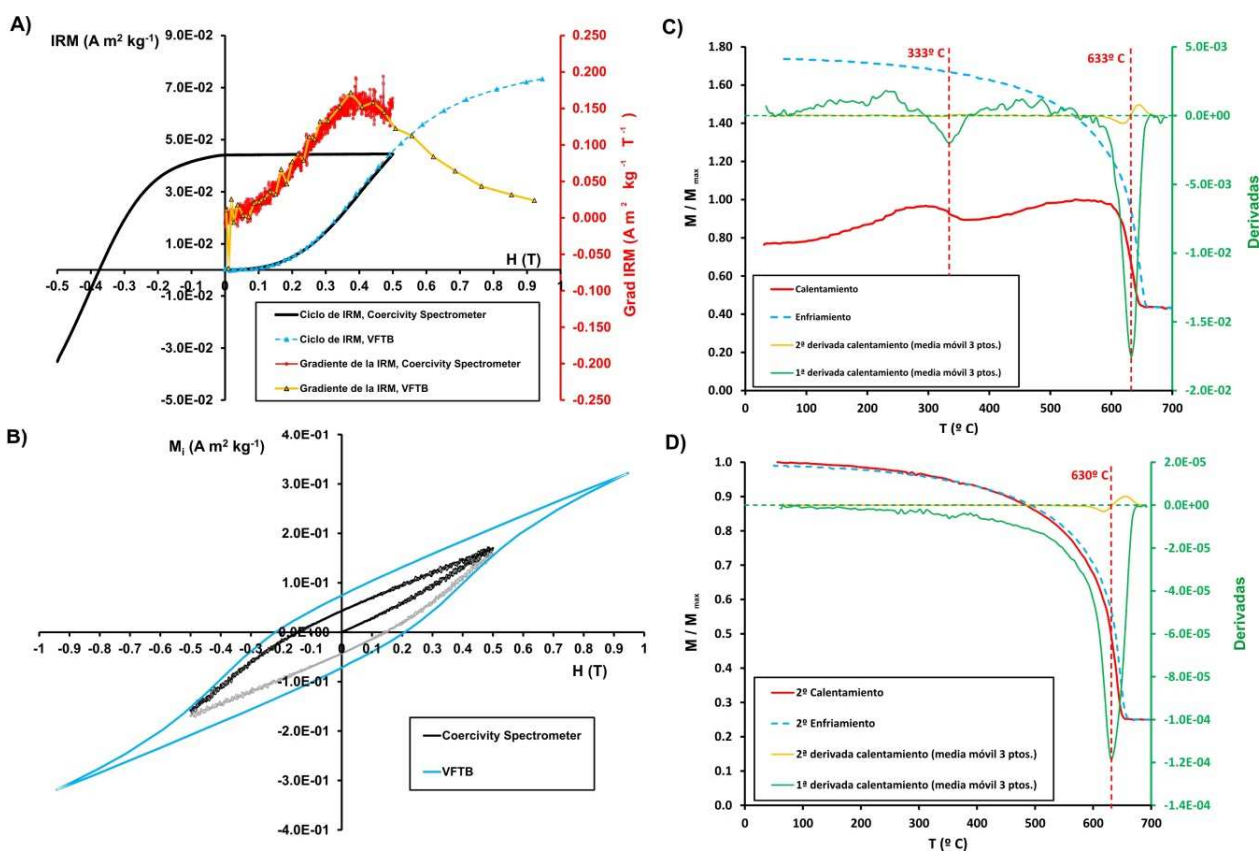 A)
IRM (A m² kg⁻¹)
9.0E-02
7.0E-02
5.0E-02
3.0E-02
1.0E-02
-1.0E-02
-3.0E-02
-5.0E-02
-0.5 -0.4 -0.3 -0.2 -0.1 0 0.1 0.2 0.3 0.4 0.5 0.6 0.7 0.8 0.9 1
H (T)
0.250
0.200
0.150
0.100
0.050
0.000
-0.050
-0.100
-0.150
-0.200
-0.250
Grad IRM (A m² kg⁻¹ T⁻¹)
Ciclo de IRM, Coercivity Spectrometer
Ciclo de IRM, VFTB
Gradiente de la IRM, Coercivity Spectrometer
Gradiente de la IRM, VFTB
B)
Mᵢ (A m² kg⁻¹)
4.0E-01
3.0E-01
2.0E-01
1.0E-01
0.0E+00
-1.0E-01
-2.0E-01
-3.0E-01
-4.0E-01
-1 -0.9 -0.8 -0.7 -0.6 -0.5 -0.4 -0.3 -0.2 -0.1 0 0.1 0.2 0.3 0.4 0.5 0.6 0.7 0.8 0.9 1
H (T)
Coercivity Spectrometer
VFTB
C)
333º C
633º C
1.80
1.60
1.40
1.20
1.00
0.80
0.60
0.40
0.20
0.00
M / M max
5.0E-03
0.0E+00
-5.0E-03
-1.0E-02
-1.5E-02
-2.0E-02
Derivadas
Calentamiento
Enfriamiento
2ª derivada calentamiento (media móvil 3 ptos.)
1ª derivada calentamiento (media móvil 3 ptos.)
0 100 200 300 400 500 600 700
T (º C)
D)
630º C
1.0
0.9
0.8
0.7
0.6
0.5
0.4
0.3
0.2
0.1
0.0
M / M max
2.0E-05
0.0E+00
-2.0E-05
-4.0E-05
-6.0E-05
-8.0E-05
-1.0E-04
-1.2E-04
-1.4E-04
Derivadas
2º Calentamiento
2º Enfriamiento
2ª derivada calentamiento (media móvil 3 ptos.)
1ª derivada calentamiento (media móvil 3 ptos.)
0 100 200 300 400 500 600 700
T (º C)